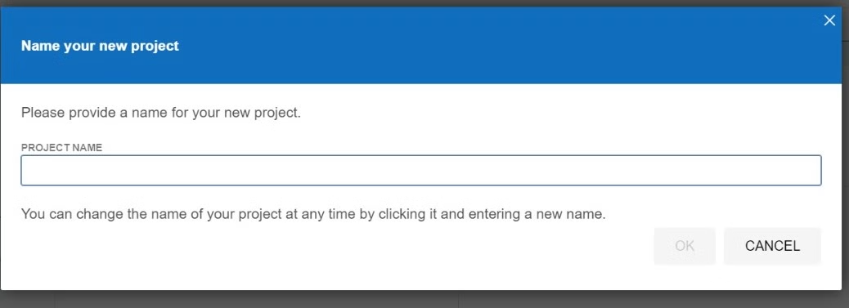 Name your new project
Please provide a name for your new project.
PROJECT NAME
You can change the name of your project at any time by clicking it and entering a new name.
OK CANCEL